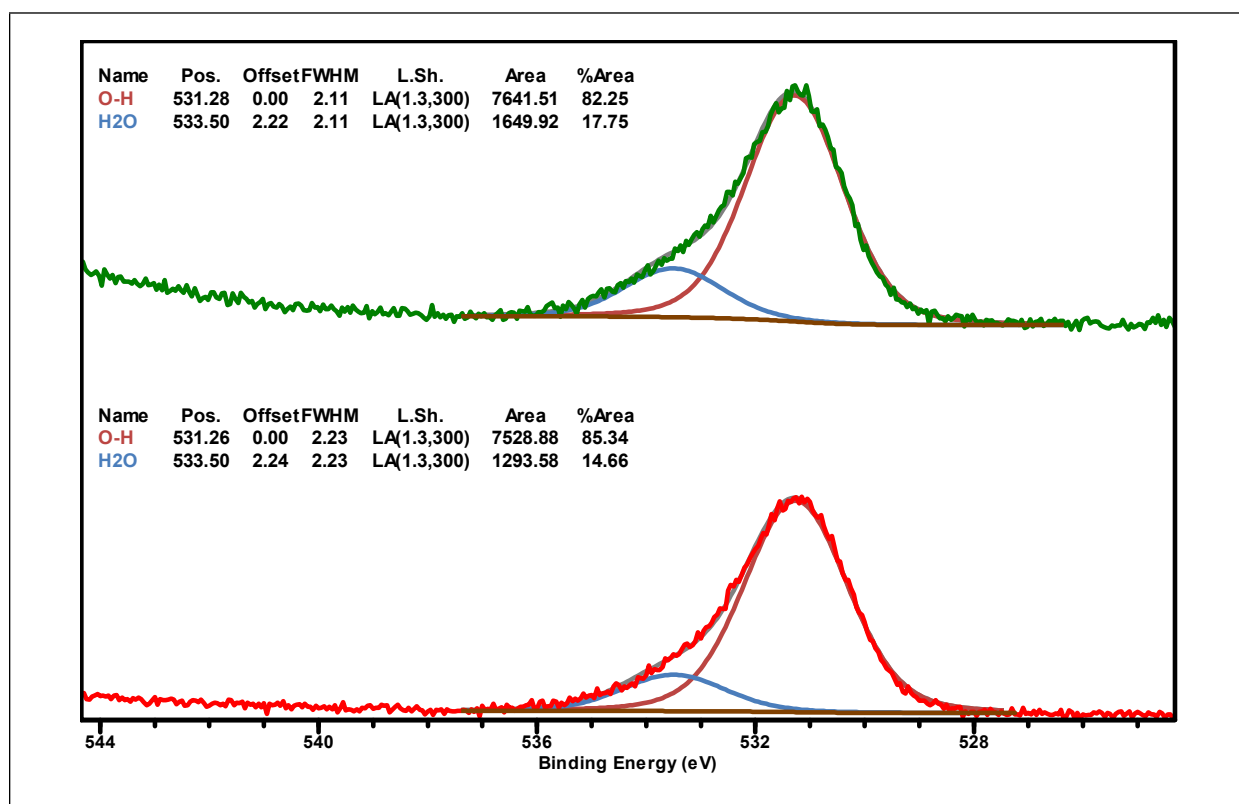 Name Pos. Offset FWHM L.Sh. Area %Area
O-H 531.28 0.00 2.11 LA(1.3,300) 7641.51 82.25
H2O 533.50 2.22 2.11 LA(1.3,300) 1649.92 17.75
Name Pos. Offset FWHM L.Sh. Area %Area
O-H 531.26 0.00 2.23 LA(1.3,300) 7528.88 85.34
H2O 533.50 2.24 2.23 LA(1.3,300) 1293.58 14.66
544 540 536 532 528
Binding Energy (eV)